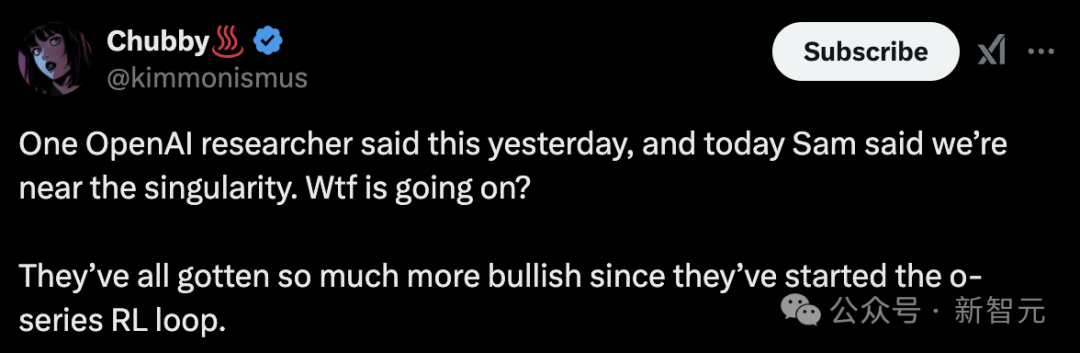 Chubby♨️
Subscribe
@kimmonismus
One OpenAI researcher said this yesterday, and today Sam said we’re
near the singularity. Wtf is going on?
They’ve all gotten so much more bullish since they’ve started the o-
series RL loop.
公众号 · 新智元